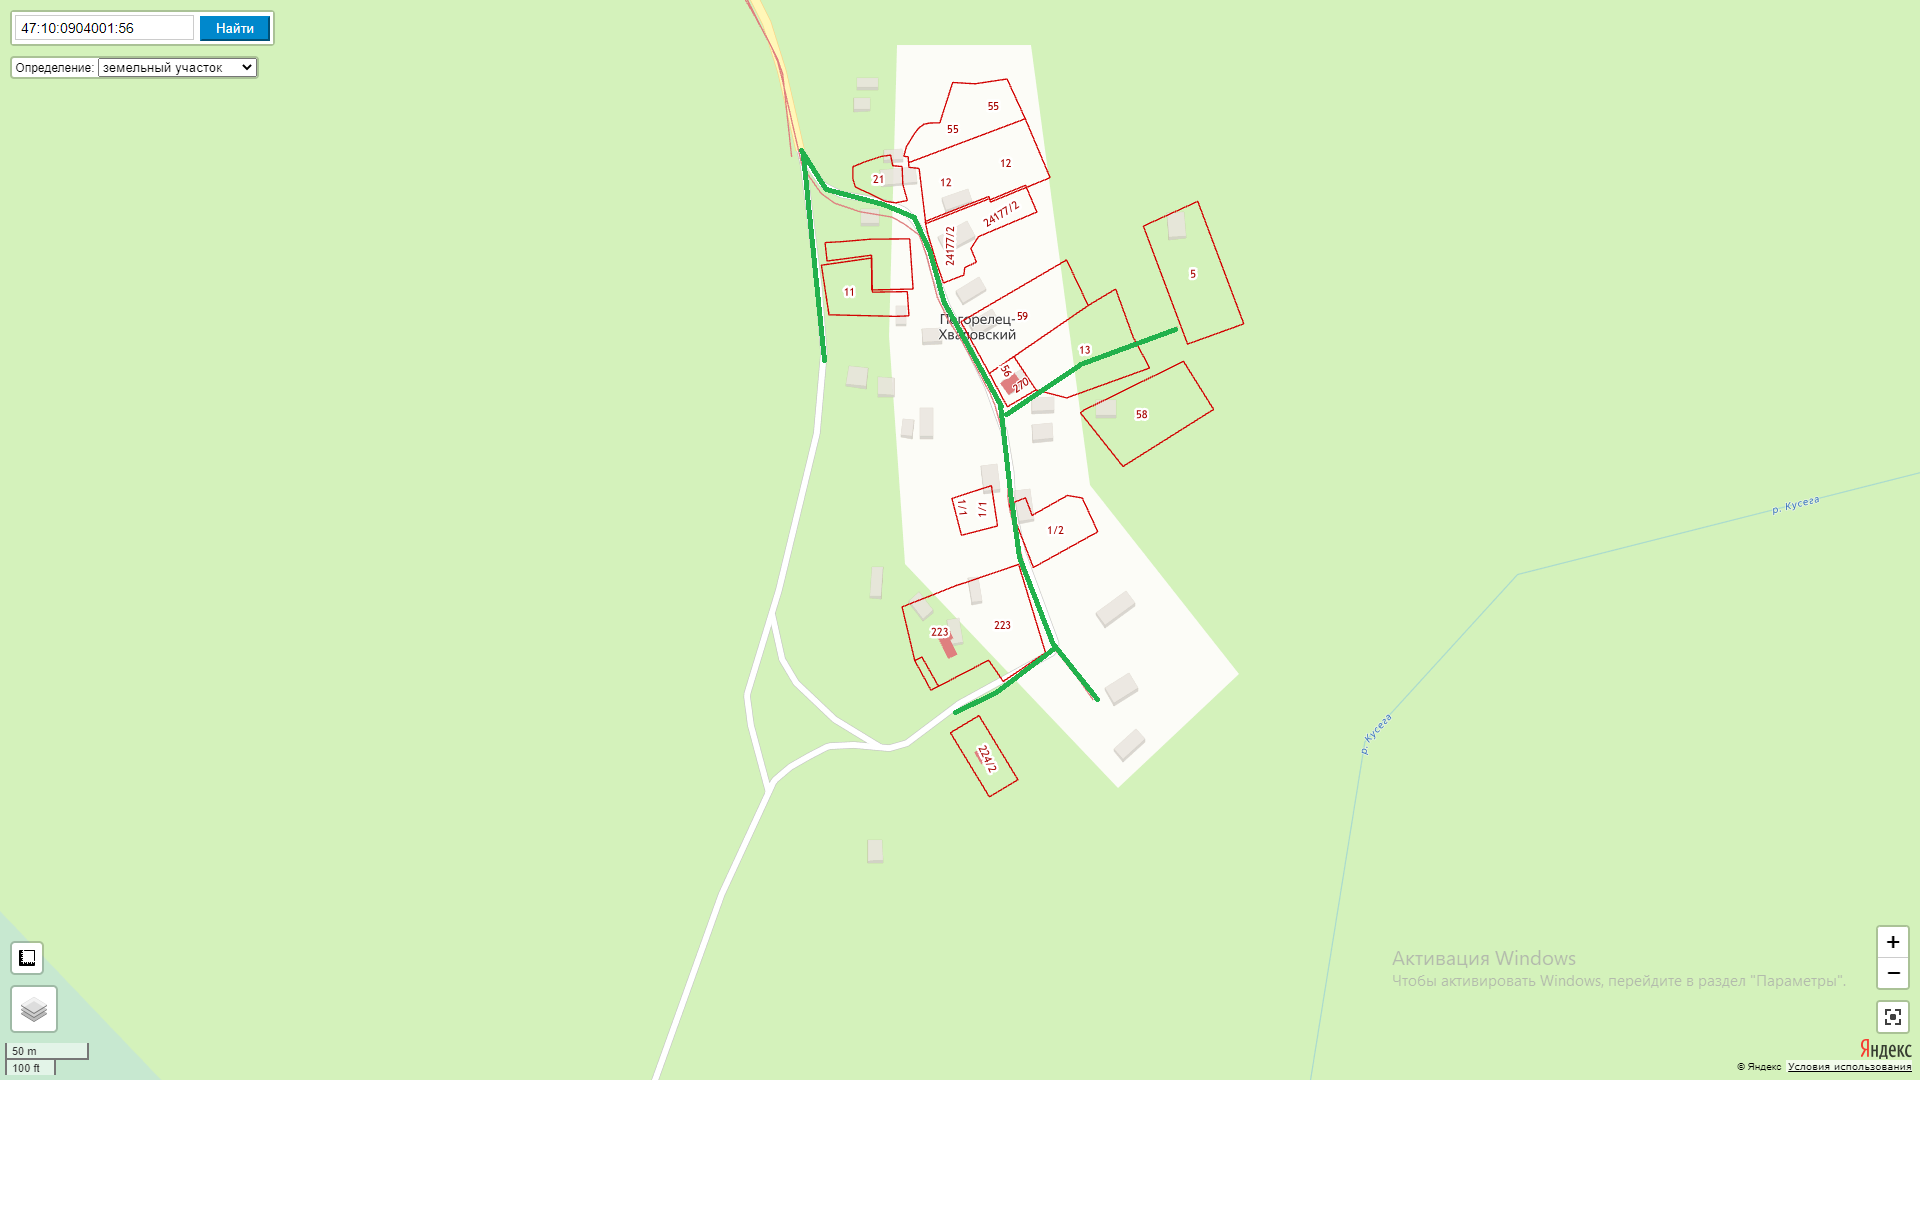 47:10:0904001:56
Найти
Определение: земельный участок
55
55
12
12
21
24177/2
24177/2
5
11
59
Погорелец-
Хваловский
13
56
270
58
1/1
1/1
1/2
р. Кусега
223
223
р. Кусега
224/2
Активация Windows
Чтобы активировать Windows, перейдите в раздел "Параметры".
+
−
50 m
100 ft
Яндекс
© Яндекс Условия использования